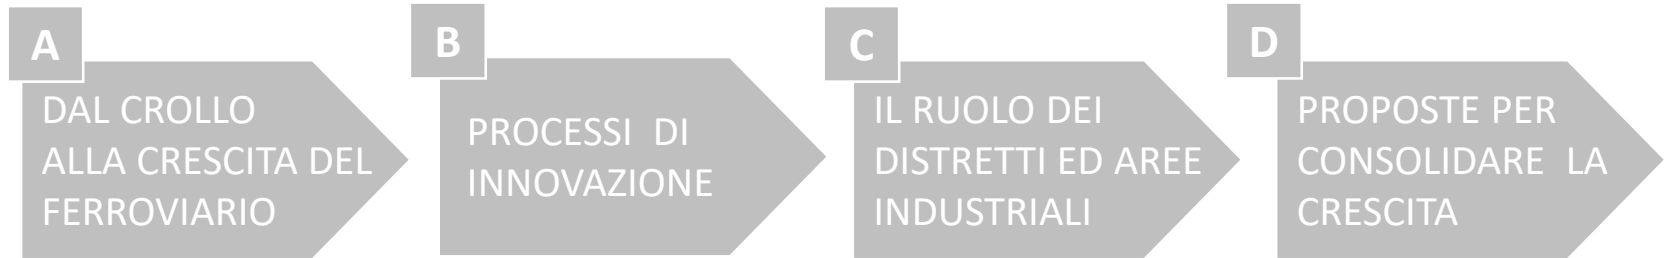 A
DAL CROLLO
ALLA CRESCITA DEL
FERROVIARIO
B
PROCESSI DI
INNOVAZIONE
C
IL RUOLO DEI
DISTRETTI ED AREE
INDUSTRIALI
D
PROPOSTE PER
CONSOLIDARE LA
CRESCITA